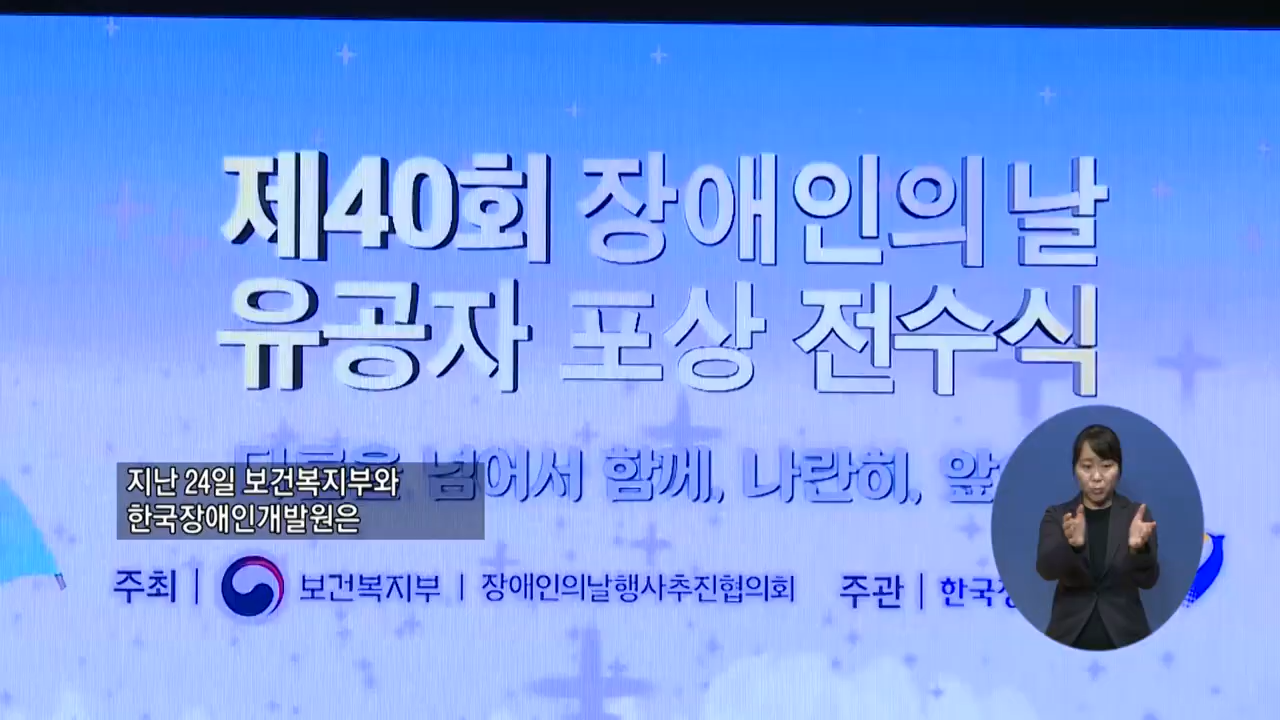 제40회 장애인의 날
유공자 포상 전수식
넘어서 함께, 나란히,
지난 24일 보건복지부와
한국장애인개발원은
주최 | 보건복지부 | 장애인의날행사추진협의회 주관 |